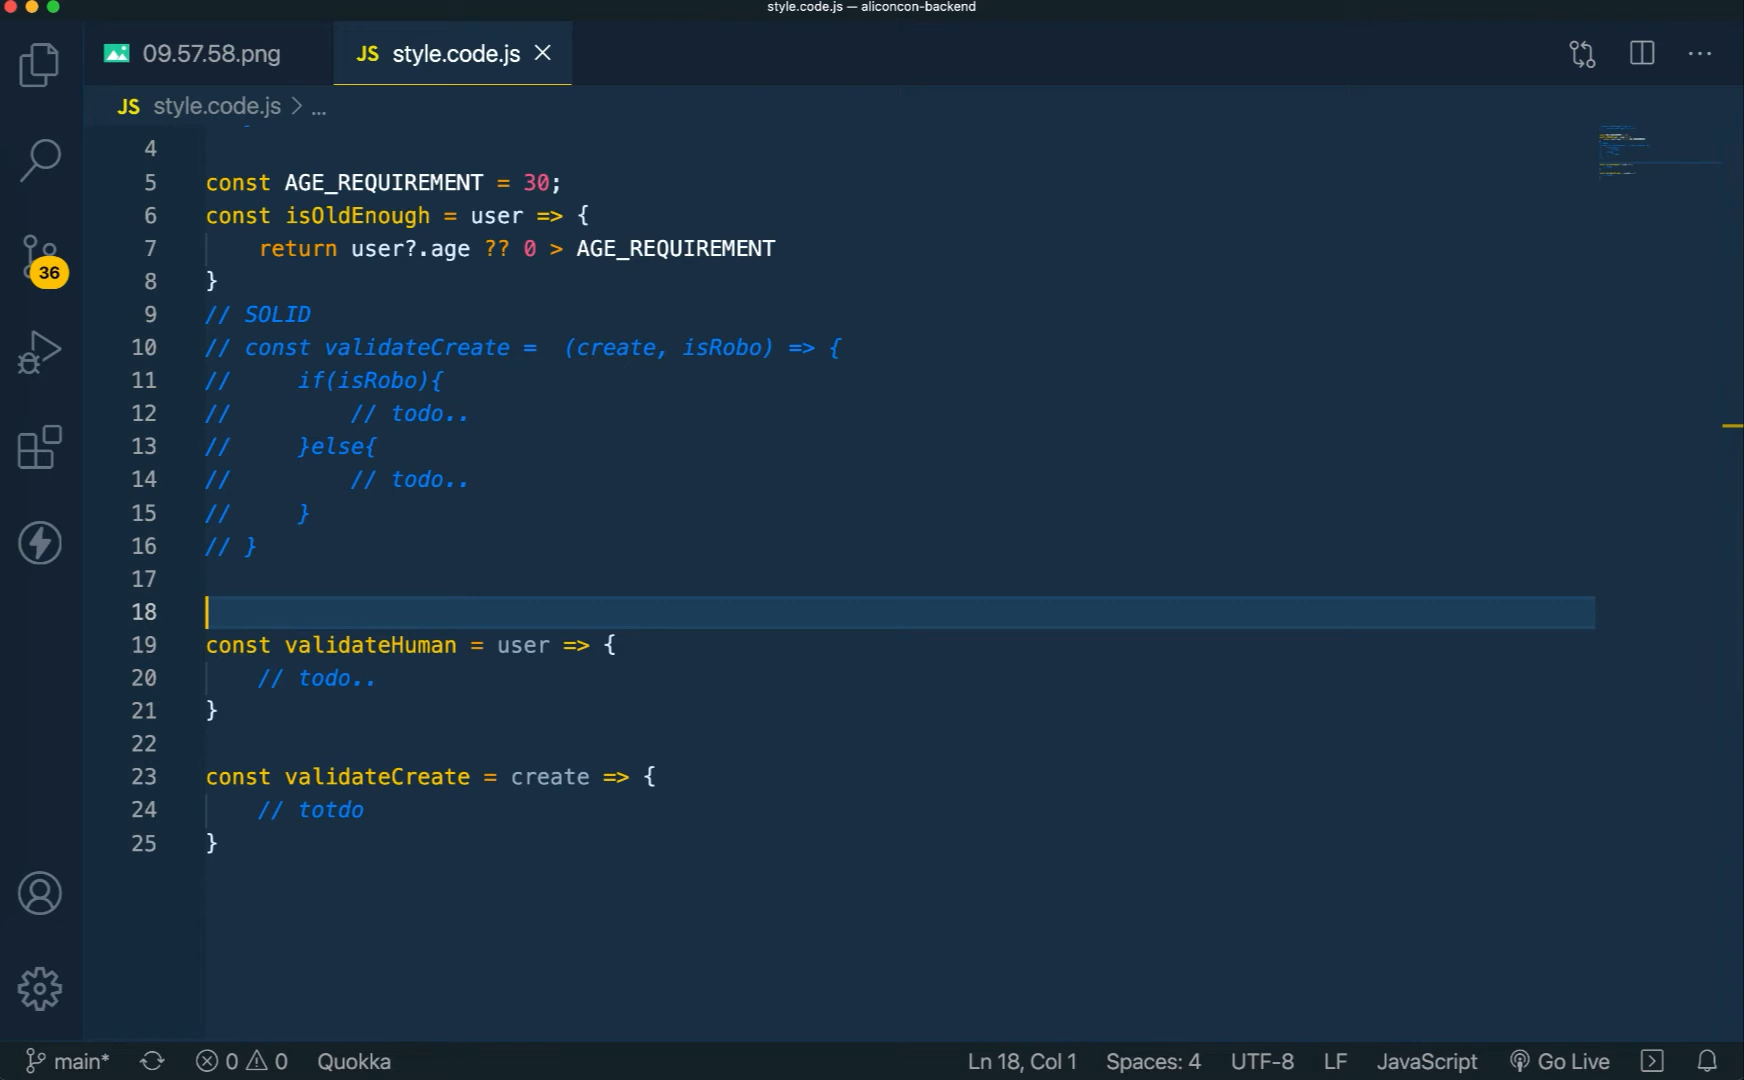 style.code.js — aliconcon-backend
09.57.58.png
JS style.code.js
JS style.code.js > ...
4
5 const AGE_REQUIREMENT = 30;
6 const isOldEnough = user => {
7 return user?.age ?? 0 > AGE_REQUIREMENT
8 }
9 // SOLID
10 // const validateCreate =  (create, isRobo) => {
11 //     if(isRobo){
12 //         // todo..
13 //     }else{
14 //         // todo..
15 //     }
16 // }
17
18
19 const validateHuman = user => {
20 // todo..
21 }
22
23 const validateCreate = create => {
24 // totdo
25 }
36
main* 0 0 Quokka Ln 18, Col 1 Spaces: 4 UTF-8 LF JavaScript Go Live